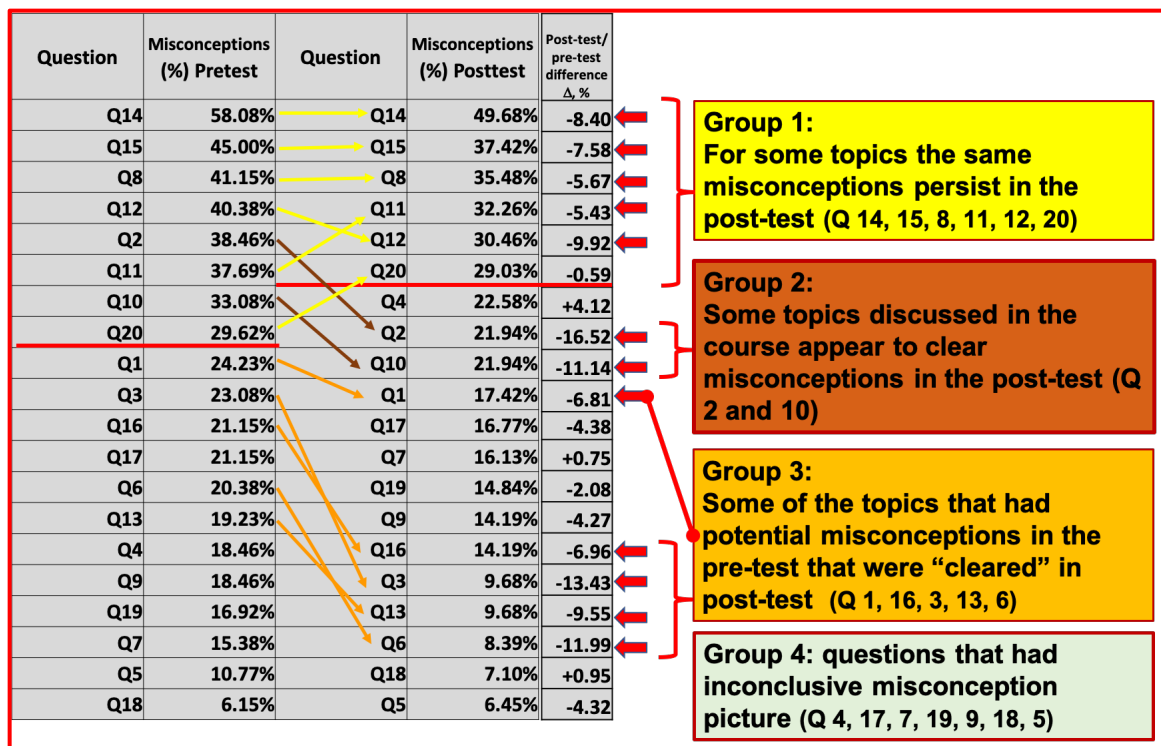 Question Misconceptions (%) Pretest Question Misconceptions (%) Posttest Post-test/ pre-test difference Δ, %
Q14 58.08% Q14 49.68% -8.40
Q15 45.00% Q15 37.42% -7.58
Q8 41.15% Q8 35.48% -5.67
Q12 40.38% Q11 32.26% -5.43
Q2 38.46% Q12 30.46% -9.92
Q11 37.69% Q20 29.03% -0.59
Q10 33.08% Q4 22.58% +4.12
Q20 29.62% Q2 21.94% -16.52
Q1 24.23% Q10 21.94% -11.14
Q3 23.08% Q1 17.42% -6.81
Q16 21.15% Q17 16.77% -4.38
Q17 21.15% Q7 16.13% +0.75
Q6 20.38% Q19 14.84% -2.08
Q13 19.23% Q9 14.19% -4.27
Q4 18.46% Q16 14.19% -6.96
Q9 18.46% Q3 9.68% -13.43
Q19 16.92% Q13 9.68% -9.55
Q7 15.38% Q6 8.39% -11.99
Q5 10.77% Q18 7.10% +0.95
Q18 6.15% Q5 6.45% -4.32
Group 1:
For some topics the same
misconceptions persist in the
post-test (Q 14, 15, 8, 11, 12, 20)
Group 2:
Some topics discussed in the
course appear to clear
misconceptions in the post-test (Q
2 and 10)
Group 3:
Some of the topics that had
potential misconceptions in the
pre-test that were “cleared” in
post-test (Q 1, 16, 3, 13, 6)
Group 4: questions that had
inconclusive misconception
picture (Q 4, 17, 7, 19, 9, 18, 5)